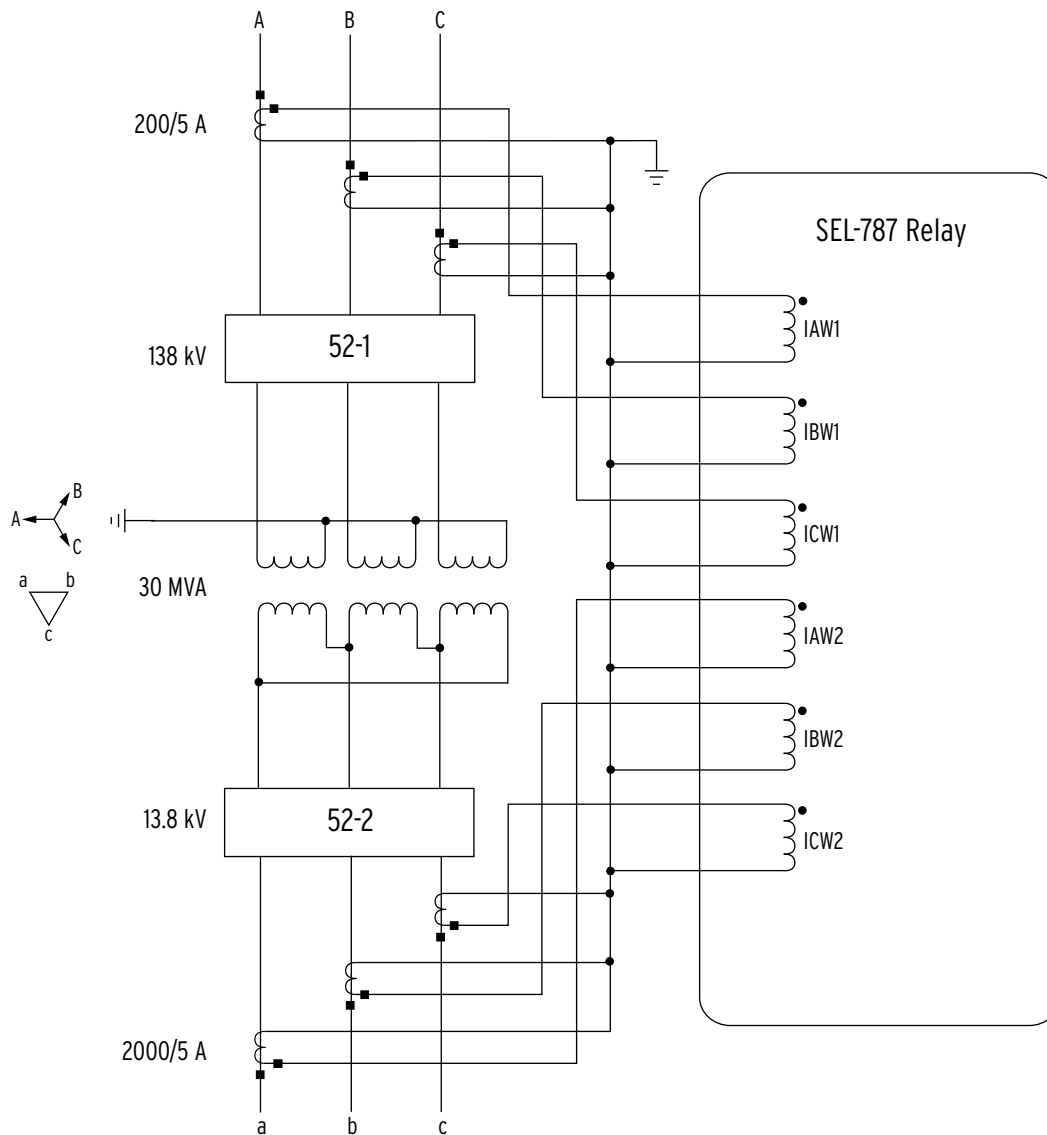 A B C
200/5 A
SEL-787 Relay
IAW1
138 kV
52-1
IBW1
B
A
C
ICW1
a b
c
30 MVA
IAW2
IBW2
13.8 kV
52-2
ICW2
2000/5 A
a b c